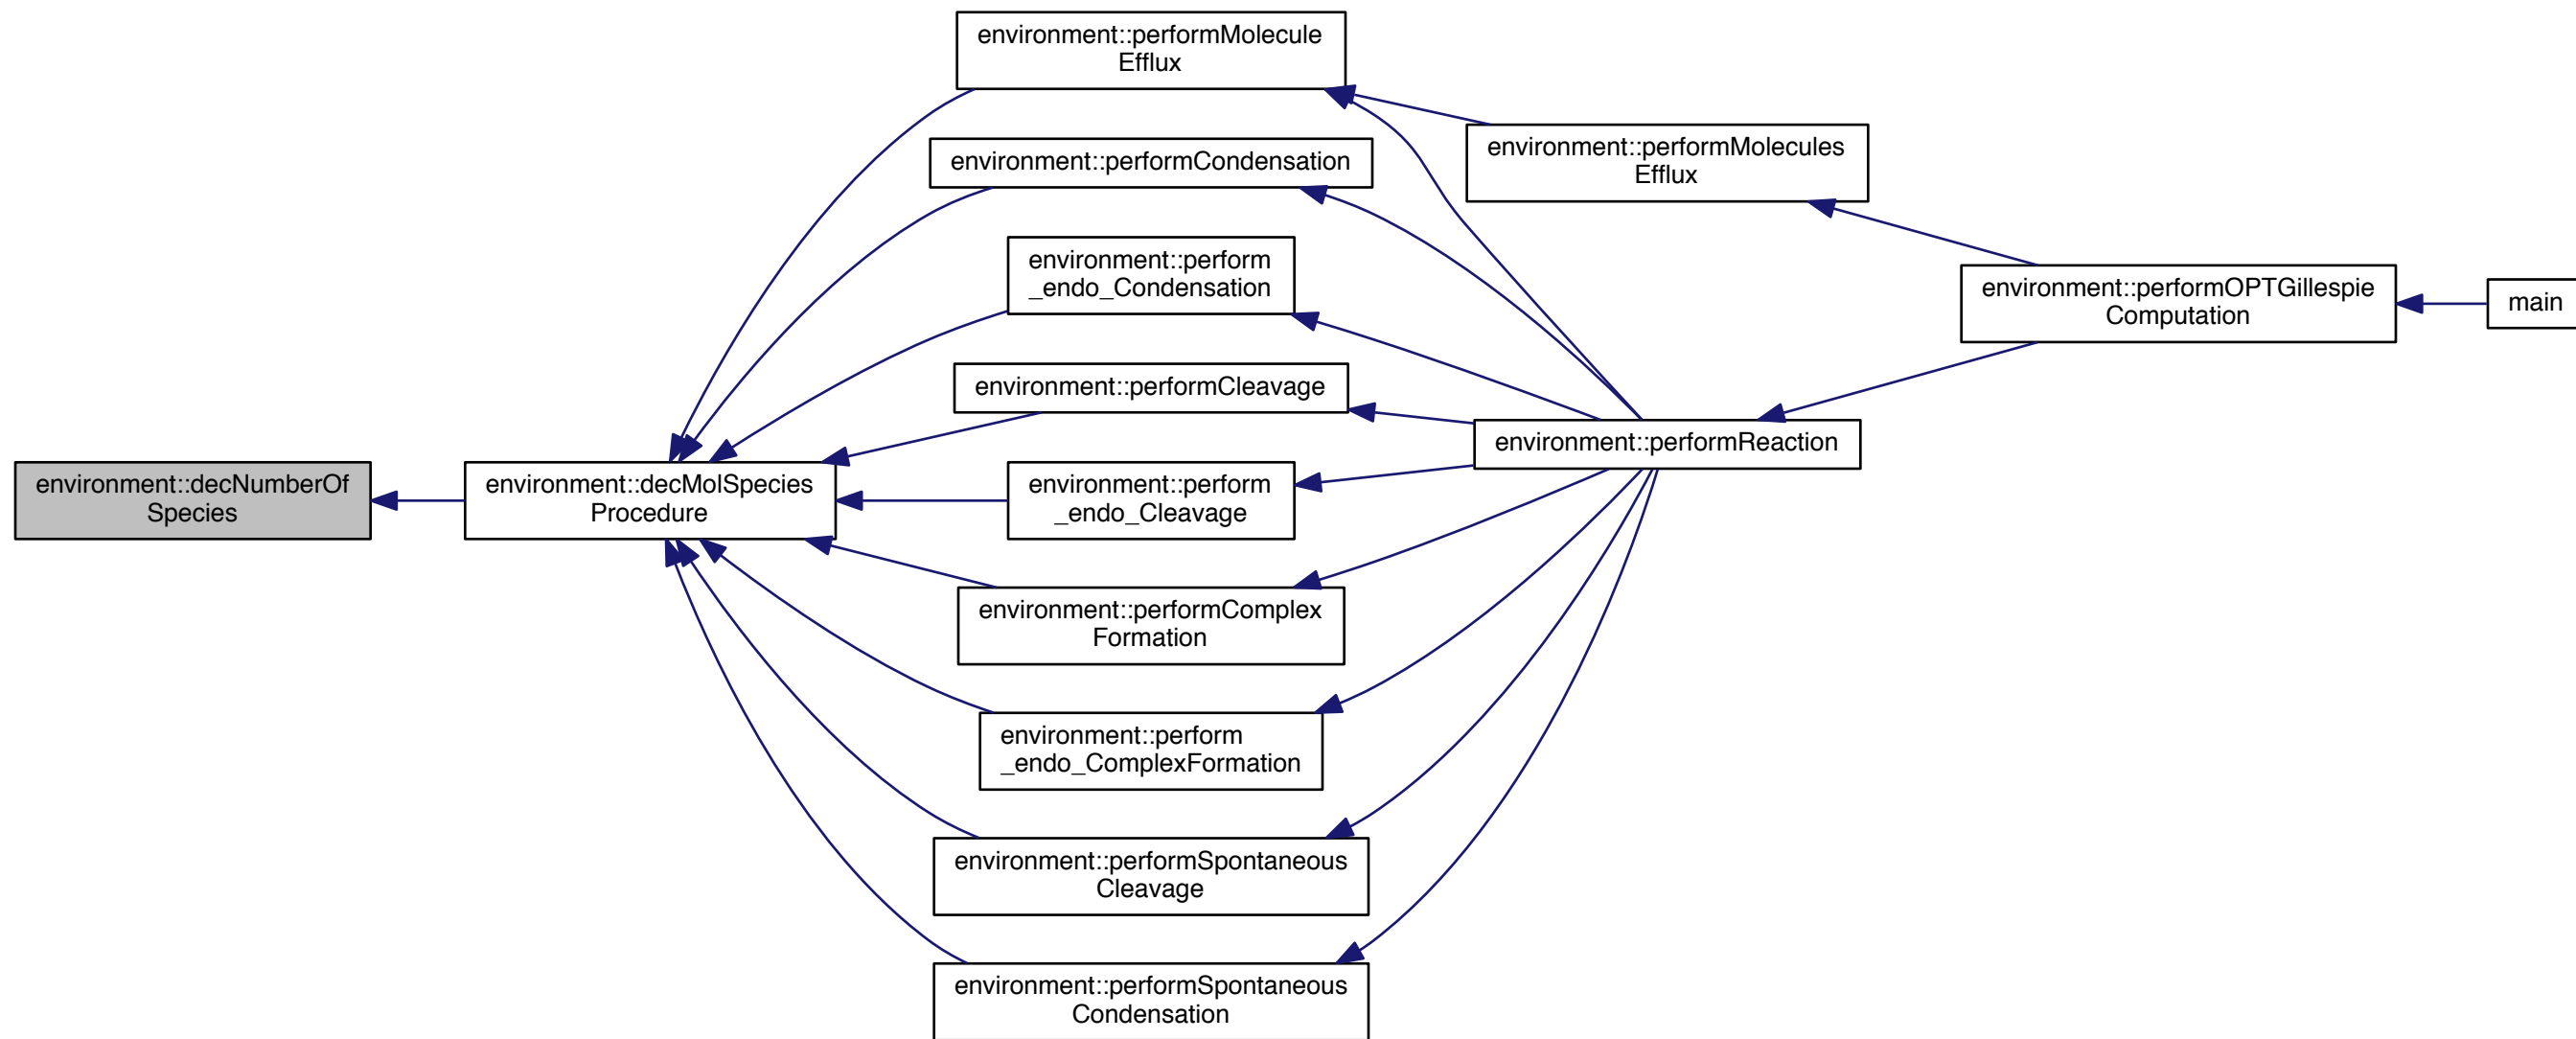 environment::performMolecule
Efflux
environment::performMolecules
Efflux
environment::performCondensation
environment::perform
_endo_Condensation
environment::performOPTGillespie
Computation
main
environment::performCleavage
environment::performReaction
environment::decNumberOf
Species
environment::decMolSpecies
Procedure
environment::perform
_endo_Cleavage
environment::performComplex
Formation
environment::perform
_endo_ComplexFormation
environment::performSpontaneous
Cleavage
environment::performSpontaneous
Condensation